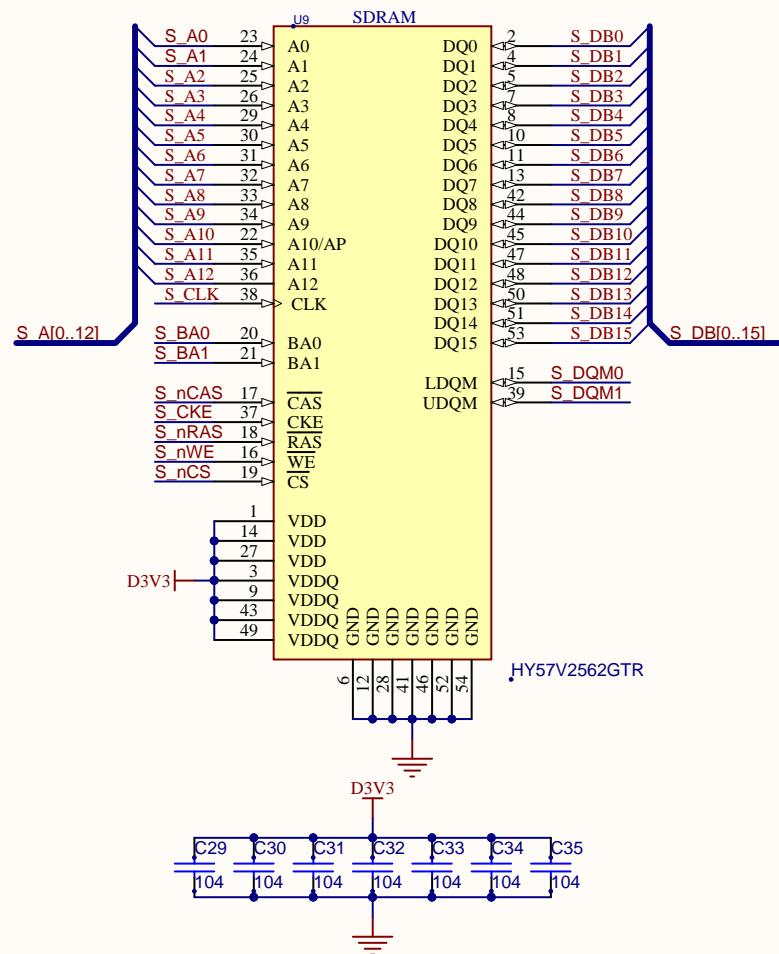 U9 SDRAM
S_A0 23 A0 DQ0 2 S_DB0
S_A1 24 A1 DQ1 4 S_DB1
S_A2 25 A2 DQ2 5 S_DB2
S_A3 26 A3 DQ3 7 S_DB3
S_A4 29 A4 DQ4 8 S_DB4
S_A5 30 A5 DQ5 10 S_DB5
S_A6 31 A6 DQ6 11 S_DB6
S_A7 32 A7 DQ7 13 S_DB7
S_A8 33 A8 DQ8 42 S_DB8
S_A9 34 A9 DQ9 44 S_DB9
S_A10 22 A10/AP DQ10 45 S_DB10
S_A11 35 A11 DQ11 47 S_DB11
S_A12 36 A12 DQ12 48 S_DB12
S_CLK 38 CLK DQ13 50 S_DB13
DQ14 51 S_DB14
S_A[0..12] S_BA0 20 BA0 DQ15 53 S_DB15 S_DB[0..15]
S_BA1 21 BA1
LDQM 15 S_DQM0
S_nCAS 17 CAS UDQM 39 S_DQM1
S_CKE 37 CKE
S_nRAS 18 RAS
S_nWE 16 WE
S_nCS 19 CS
1 VDD
14 VDD
27 VDD
D3V3 3 VDDQ
9 VDDQ
43 VDDQ
49 VDDQ
GND GND GND GND GND GND GND
6 12 28 41 46 52 54
HY57V2562GTR
D3V3
C29 C30 C31 C32 C33 C34 C35
104 104 104 104 104 104 104